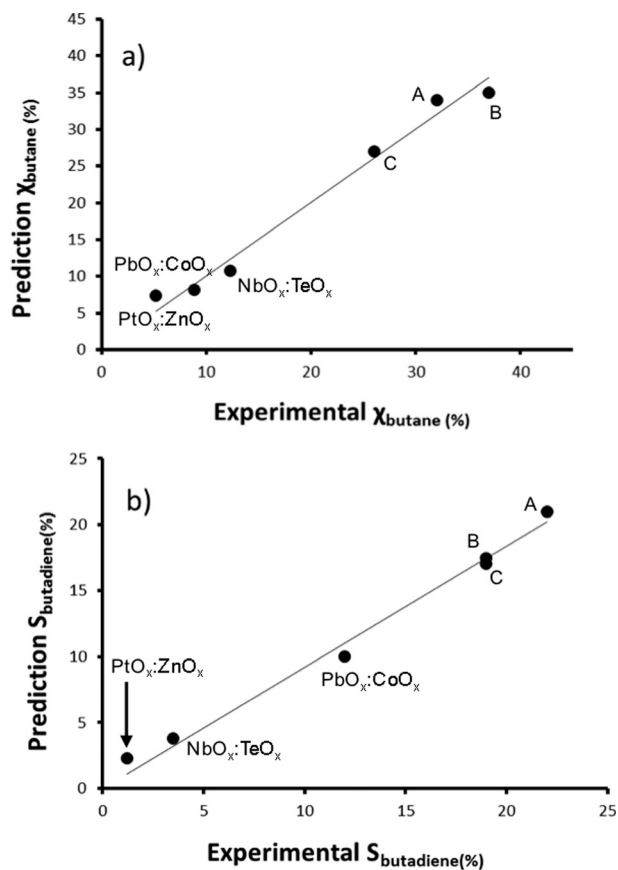 a)
Prediction χbutane (%)
45
40
35
30
25
20
15
10
5
0
A
B
C
PbOx:CoOx
NbOx:TeOx
PtOx:ZnOx
0 10 20 30 40
Experimental χbutane (%)
b)
Prediction Sbutadiene(%)
25
20
15
10
5
0
A
B
C
PtOx:ZnOx
PbOx:CoOx
NbOx:TeOx
0 5 10 15 20 25
Experimental Sbutadiene(%)